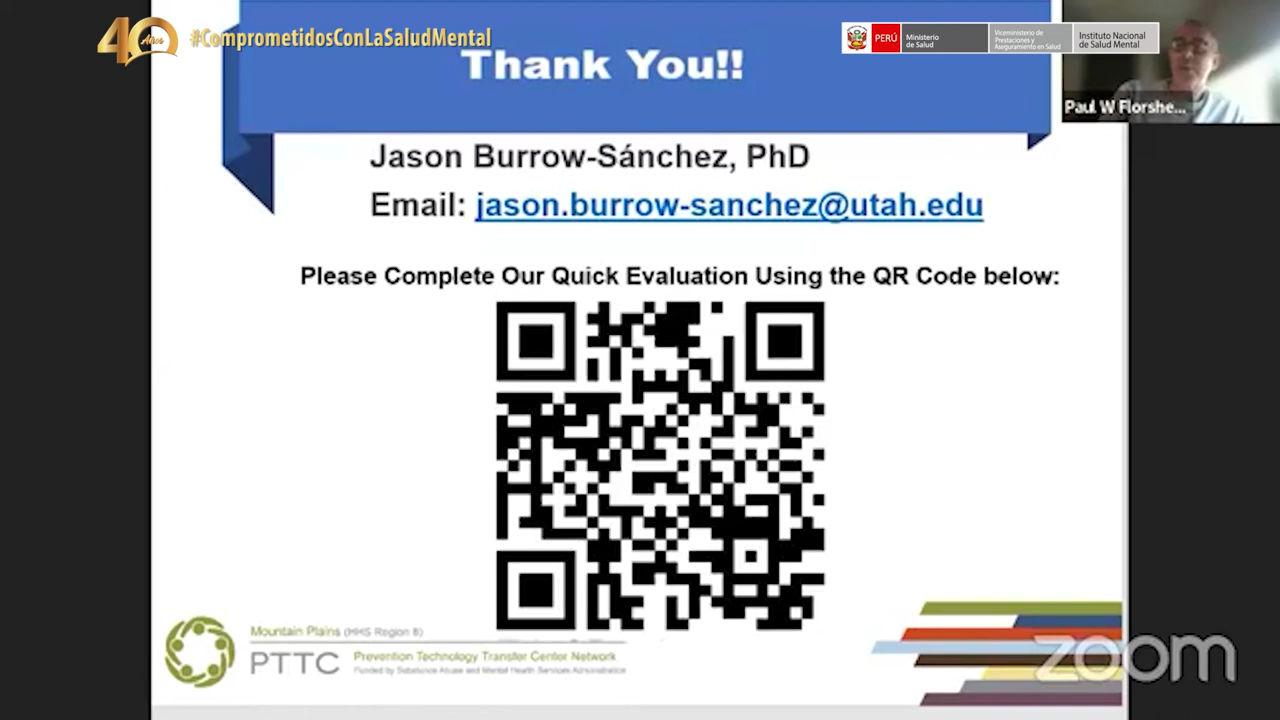 40 Años #ComprometidosConLaSaludMental
PERÚ Ministerio de Salud Viceministerio de Prestaciones y Aseguramiento en Salud Instituto Nacional de Salud Mental
Thank You!!
Paul W Florshe...
Jason Burrow-Sánchez, PhD
Email: jason.burrow-sanchez@utah.edu
Please Complete Our Quick Evaluation Using the QR Code below:
Mountain Plains (HHS Region 8)
PTTC Prevention Technology Transfer Center Network
Funded by Substance Abuse and Mental Health Services Administration
zoom